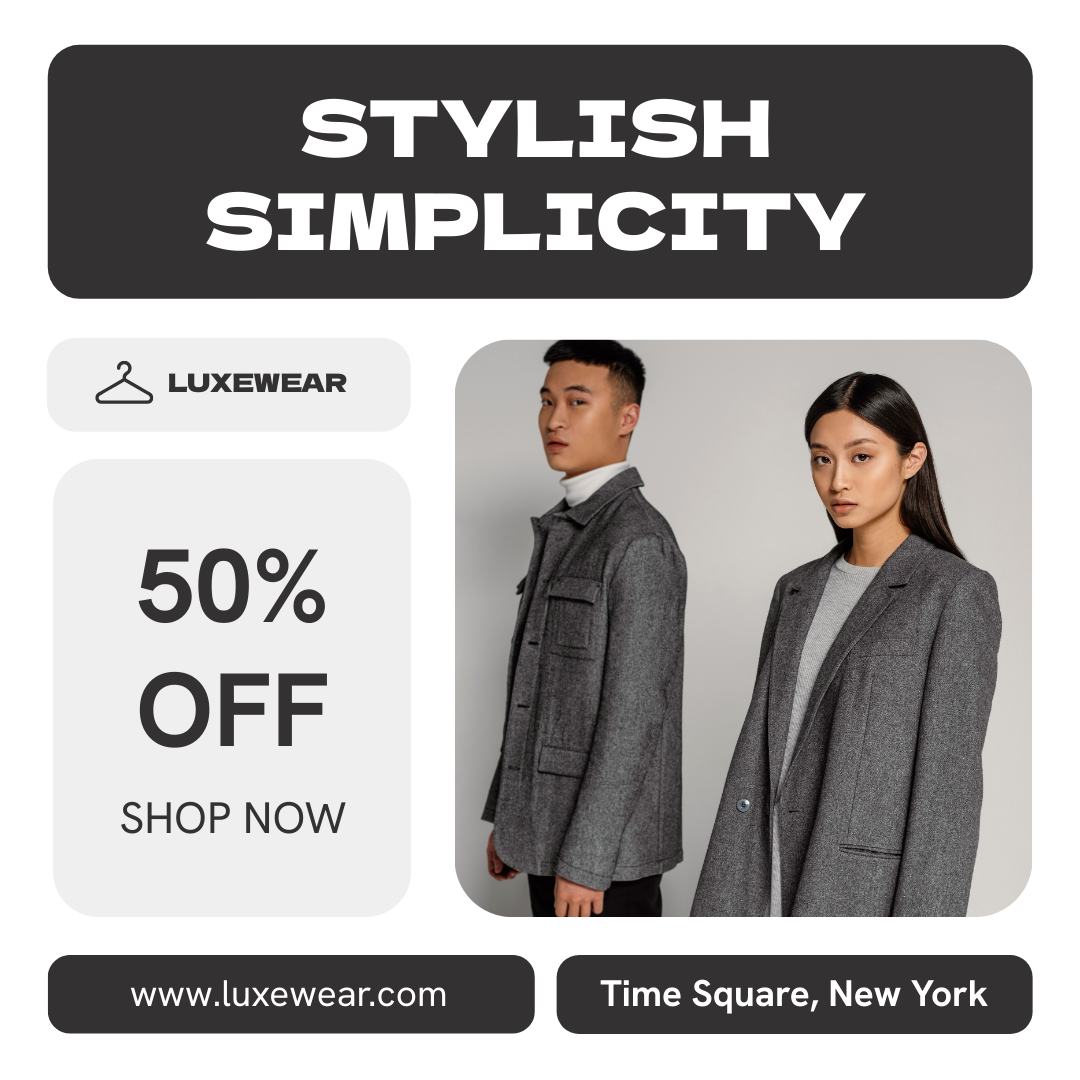 STYLISH
SIMPLICITY
LUXEWEAR
50%
OFF
SHOP NOW
www.luxewear.com
Time Square, New York